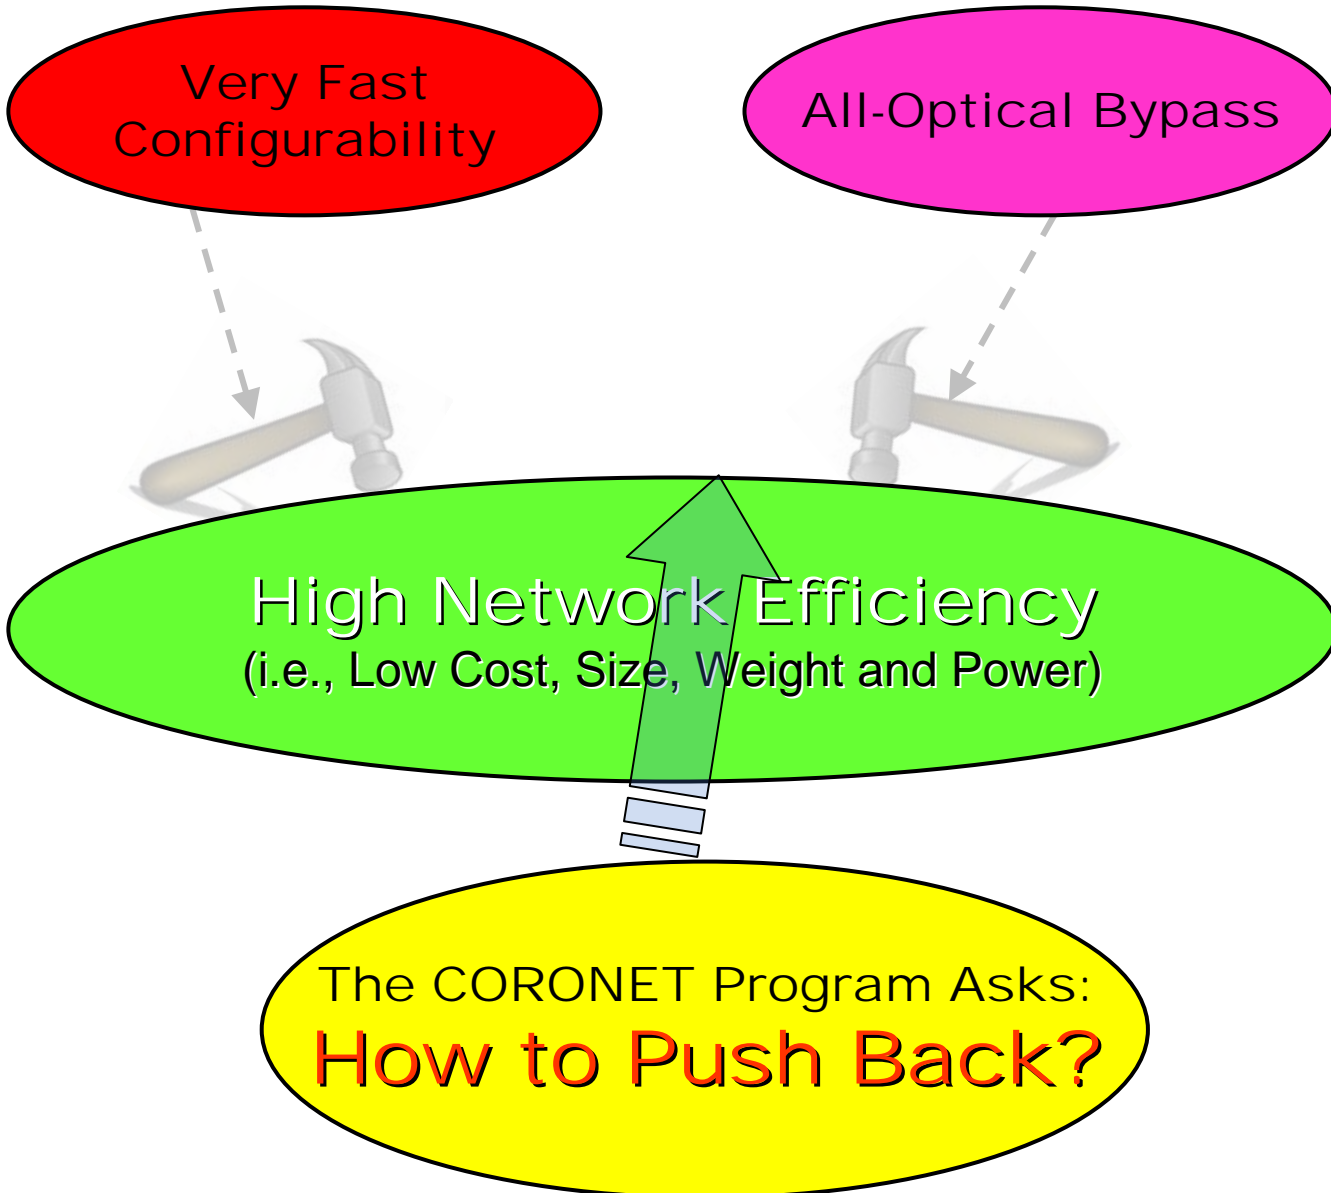 Very Fast
Configurability
All-Optical Bypass
High Network Efficiency
(i.e., Low Cost, Size, Weight and Power)
The CORONET Program Asks:
How to Push Back?